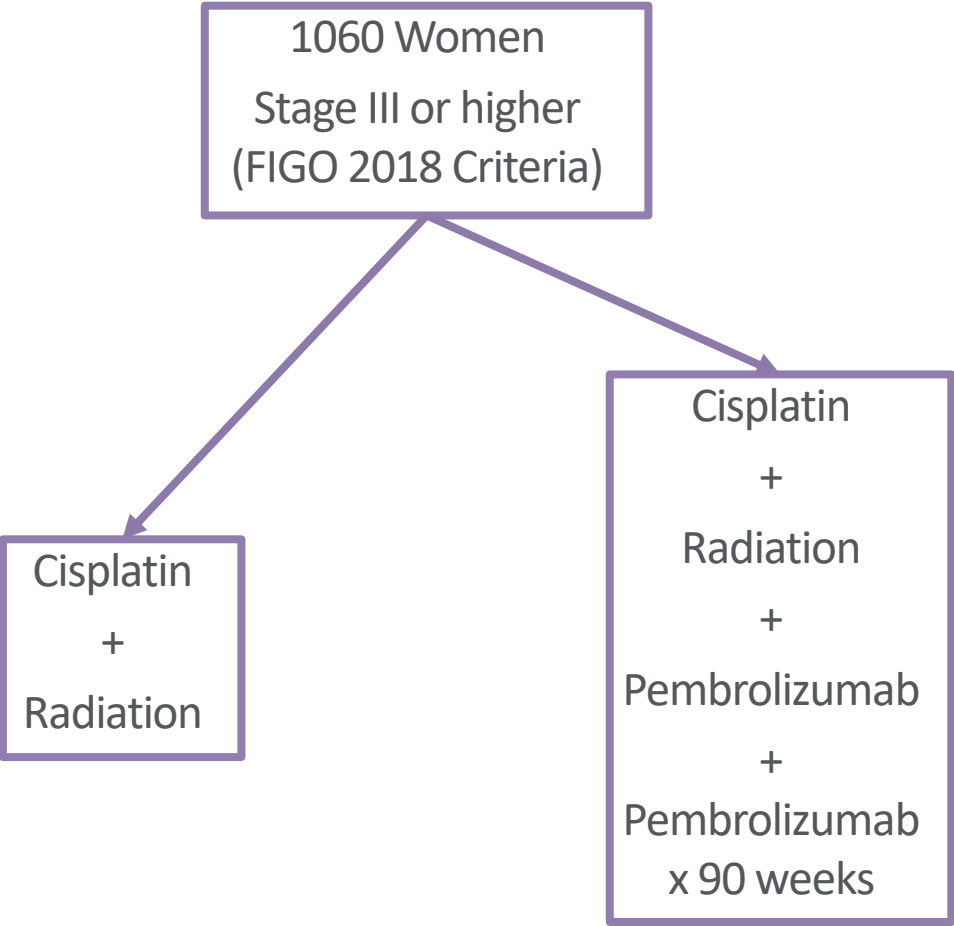 1060 Women
Stage III or higher
(FIGO 2018 Criteria)
Cisplatin
+
Radiation
Cisplatin
+
Radiation
+
Pembrolizumab
+
Pembrolizumab
x 90 weeks